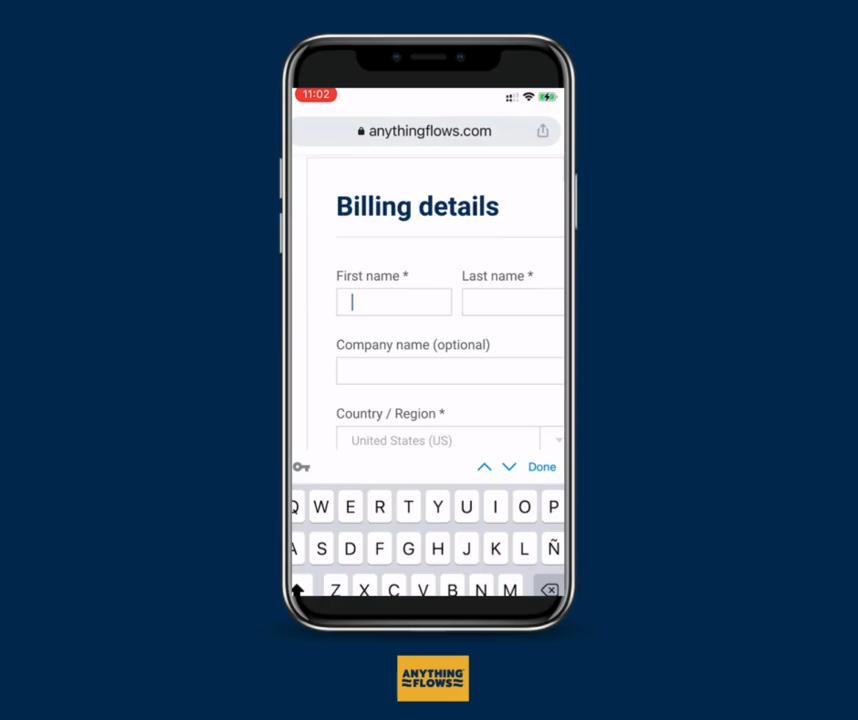 11:02
anythingflows.com
Billing details
First name * Last name *
Company name (optional)
Country / Region *
United States (US)
Done
Q W E R T Y U I O P
A S D F G H J K L Ñ
Z X C V B N M
ANYTHING
FLOWS